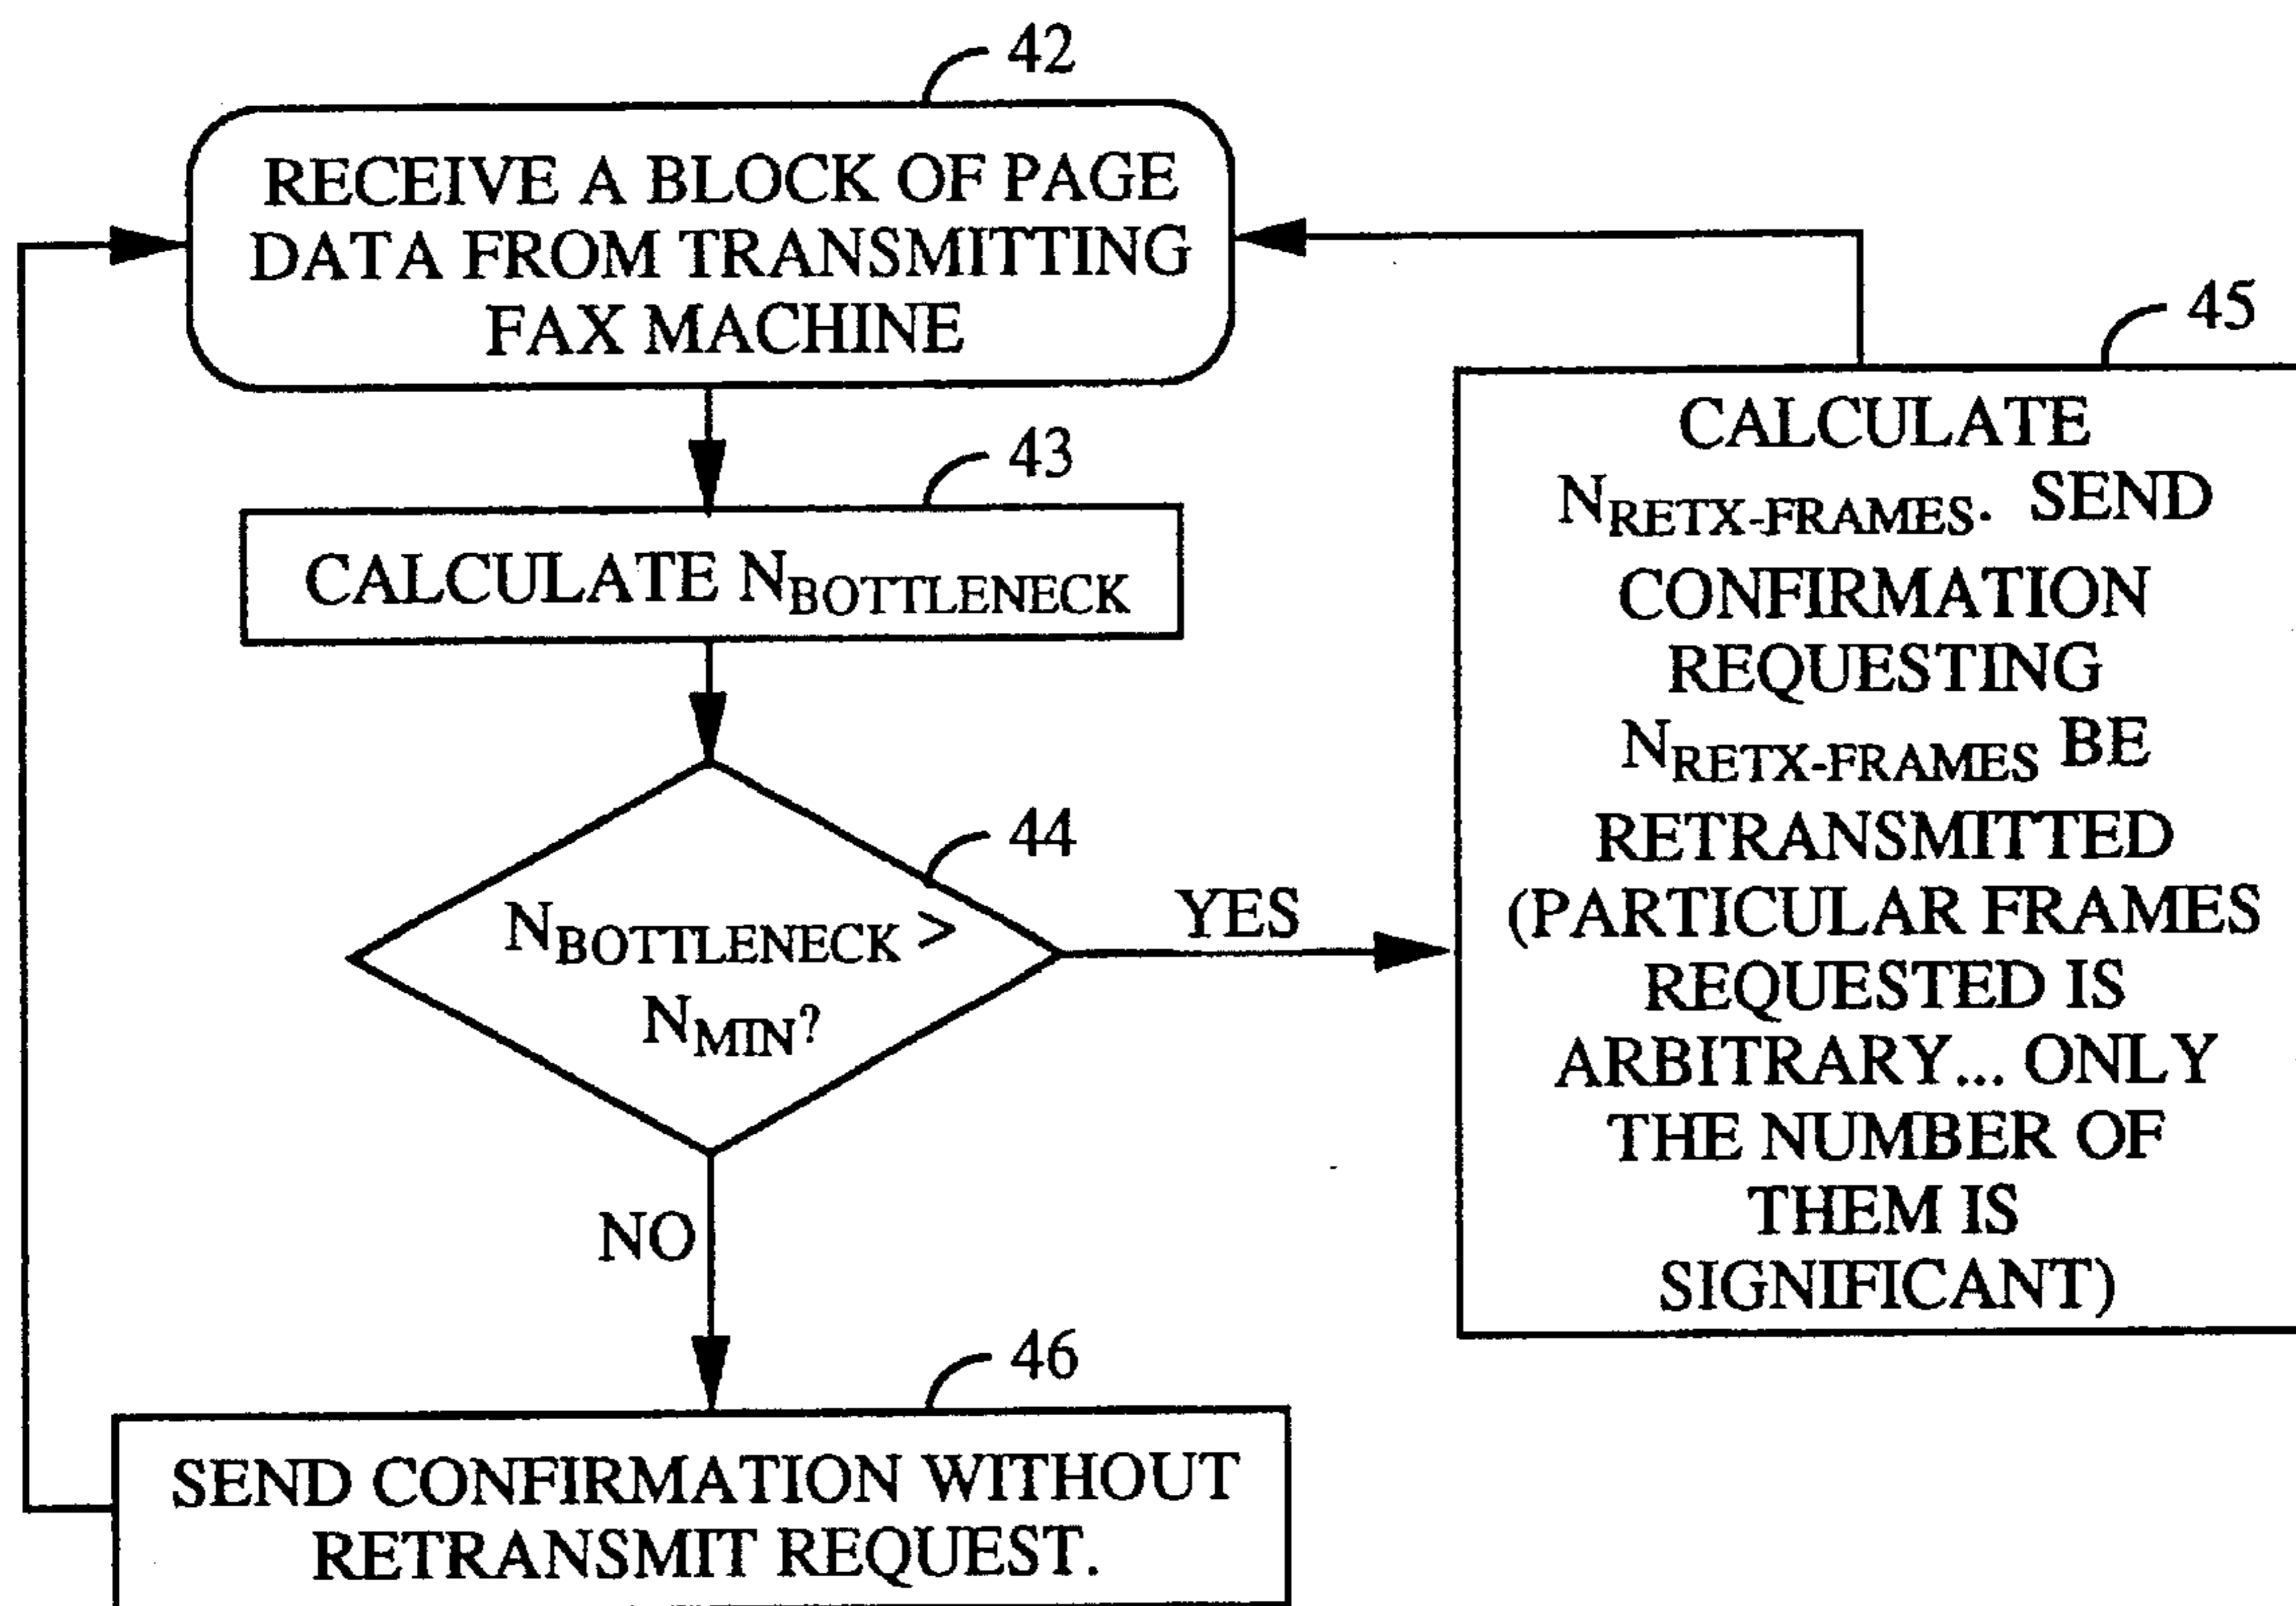 42
RECEIVE A BLOCK OF PAGE
DATA FROM TRANSMITTING
FAX MACHINE
43
CALCULATE N_BOTTLENECK
44
N_BOTTLENECK >
N_MIN?
YES
NO
45
CALCULATE
N_RETX-FRAMES. SEND
CONFIRMATION
REQUESTING
N_RETX-FRAMES BE
RETRANSMITTED
(PARTICULAR FRAMES
REQUESTED IS
ARBITRARY... ONLY
THE NUMBER OF
THEM IS
SIGNIFICANT)
46
SEND CONFIRMATION WITHOUT
RETRANSMIT REQUEST.